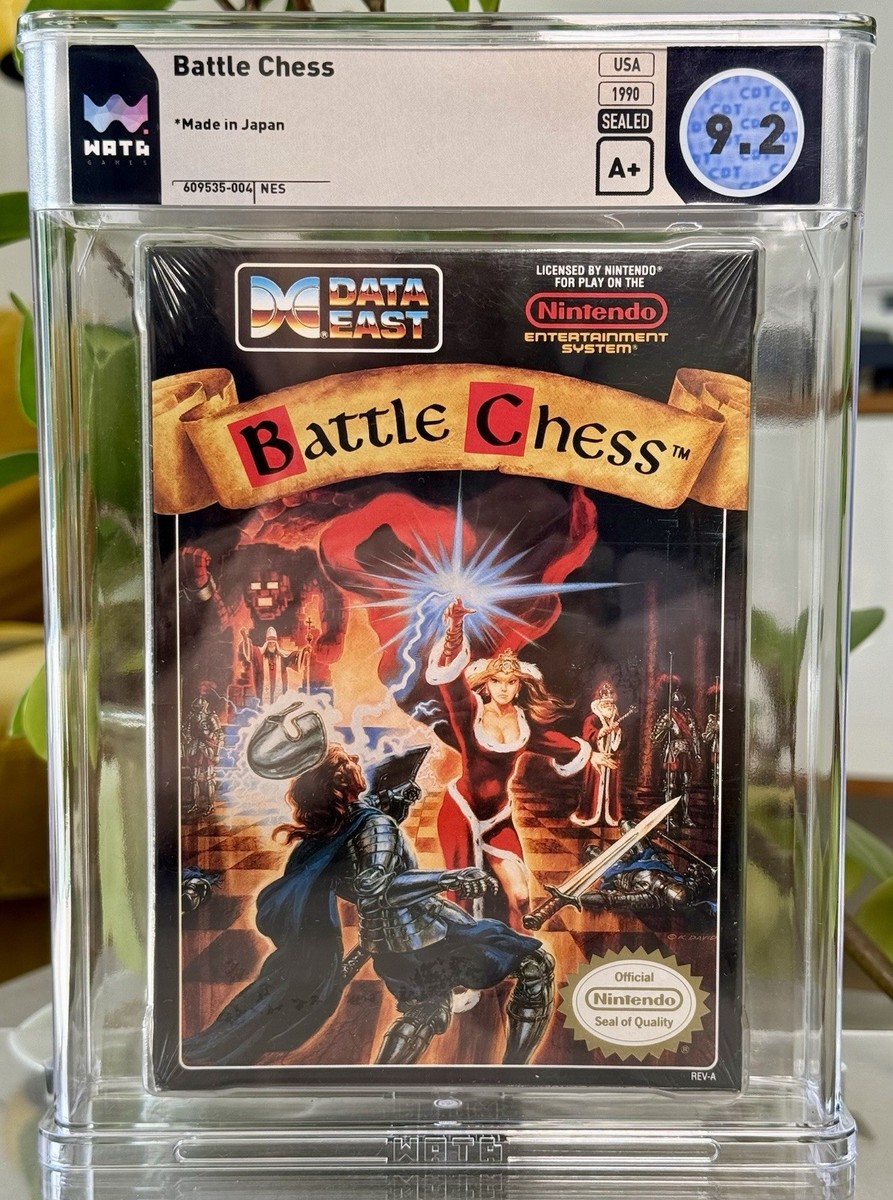 Battle Chess
*Made in Japan
609535-004 NES
WATA
GAMES
USA
1990
SEALED
A+
9.2
DATA
EAST
®
LICENSED BY NINTENDO®
FOR PLAY ON THE
Nintendo
ENTERTAINMENT
SYSTEM®
Battle Chess™
Official
Nintendo
Seal of Quality
®
REV-A
WATA